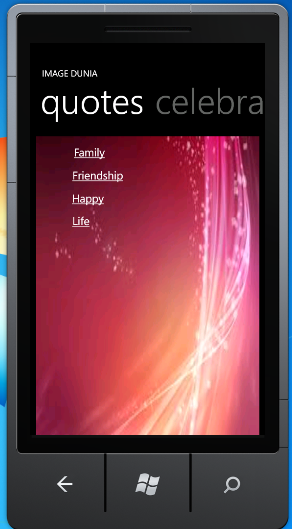 IMAGE DUNIA
quotes celebra
Family
Friendship
Happy
Life